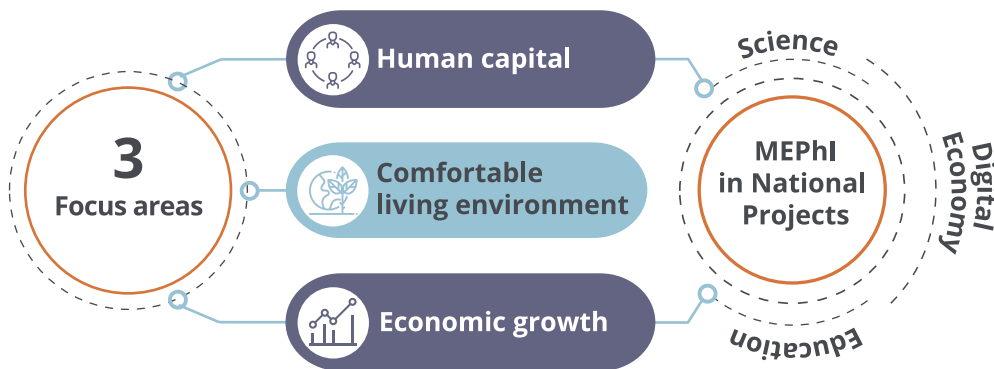 3
Focus areas
Human capital
Comfortable
living environment
Economic growth
MEPhI
in National
Projects
Science
Digital
Economy
Education